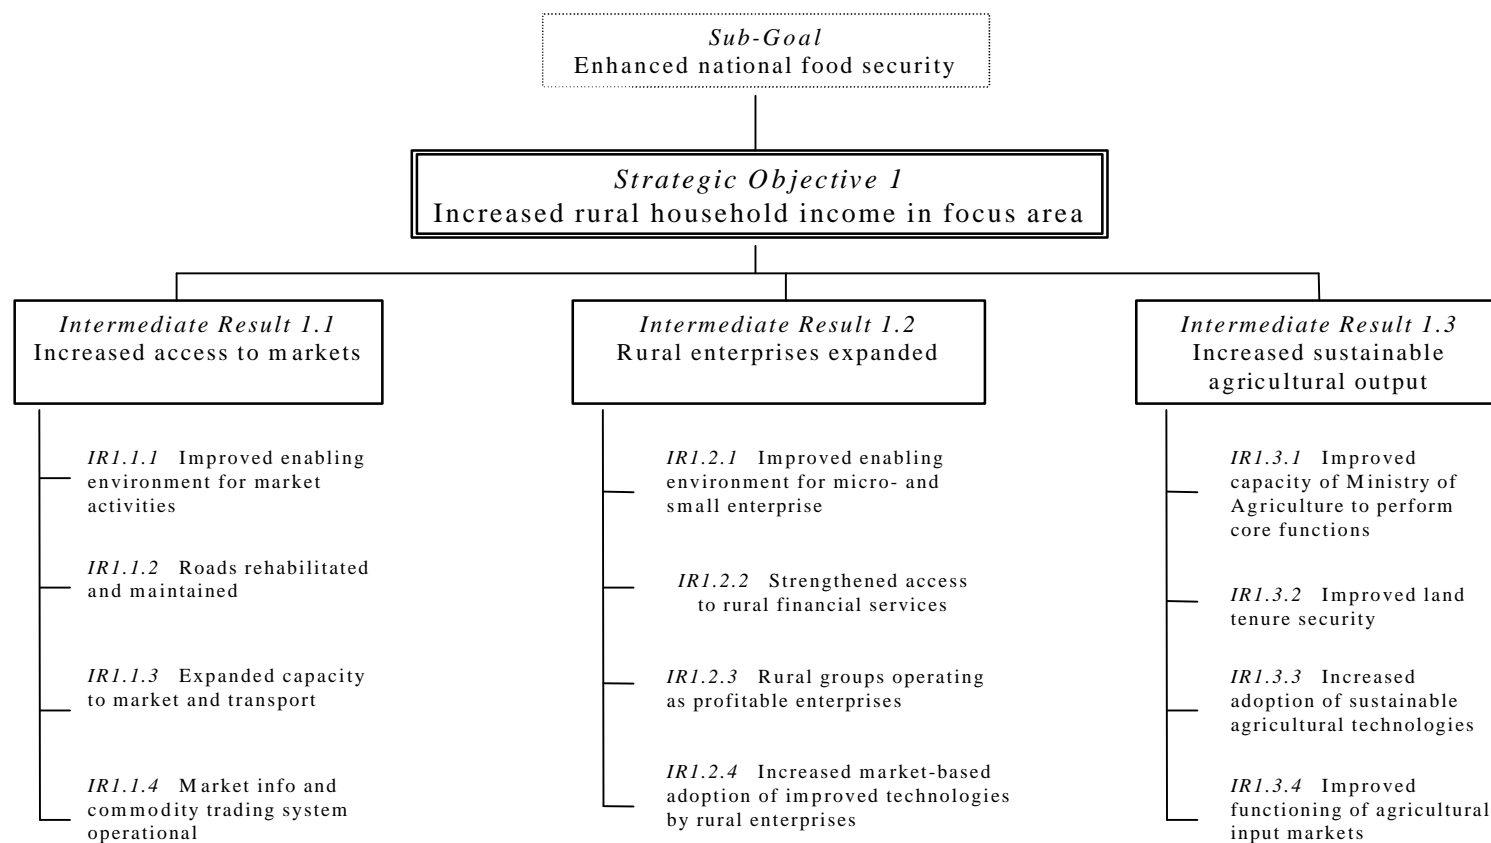 Sub-Goal
Enhanced national food security
Strategic Objective 1
Increased rural household income in focus area
Intermediate Result 1.1
Increased access to markets
IR1.1.1 Improved enabling
environment for market
activities
IR1.1.2 Roads rehabilitated
and maintained
IR1.1.3 Expanded capacity
to market and transport
IR1.1.4 Market info and
commodity trading system
operational
Intermediate Result 1.2
Rural enterprises expanded
IR1.2.1 Improved enabling
environment for micro- and
small enterprise
IR1.2.2 Strengthened access
to rural financial services
IR1.2.3 Rural groups operating
as profitable enterprises
IR1.2.4 Increased market-based
adoption of improved technologies
by rural enterprises
Intermediate Result 1.3
Increased sustainable
agricultural output
IR1.3.1 Improved
capacity of Ministry of
Agriculture to perform
core functions
IR1.3.2 Improved land
tenure security
IR1.3.3 Increased
adoption of sustainable
agricultural technologies
IR1.3.4 Improved
functioning of agricultural
input markets